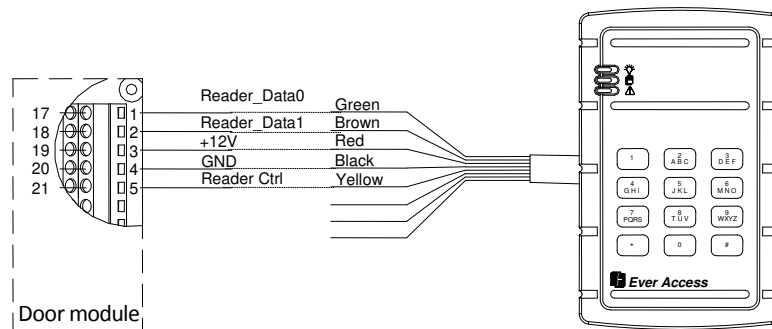 Reader_Data0
Green
17 1
Reader_Data1
Brown
18 2
+12V
Red
19 3
GND
Black
20 4
Reader Ctrl
Yellow
21 5
Door module
1 2 3
ABC DEF
4 5 6
GHI JKL MNO
7 8 9
PQRS TUV WXYZ
* 0 #
Ever Access